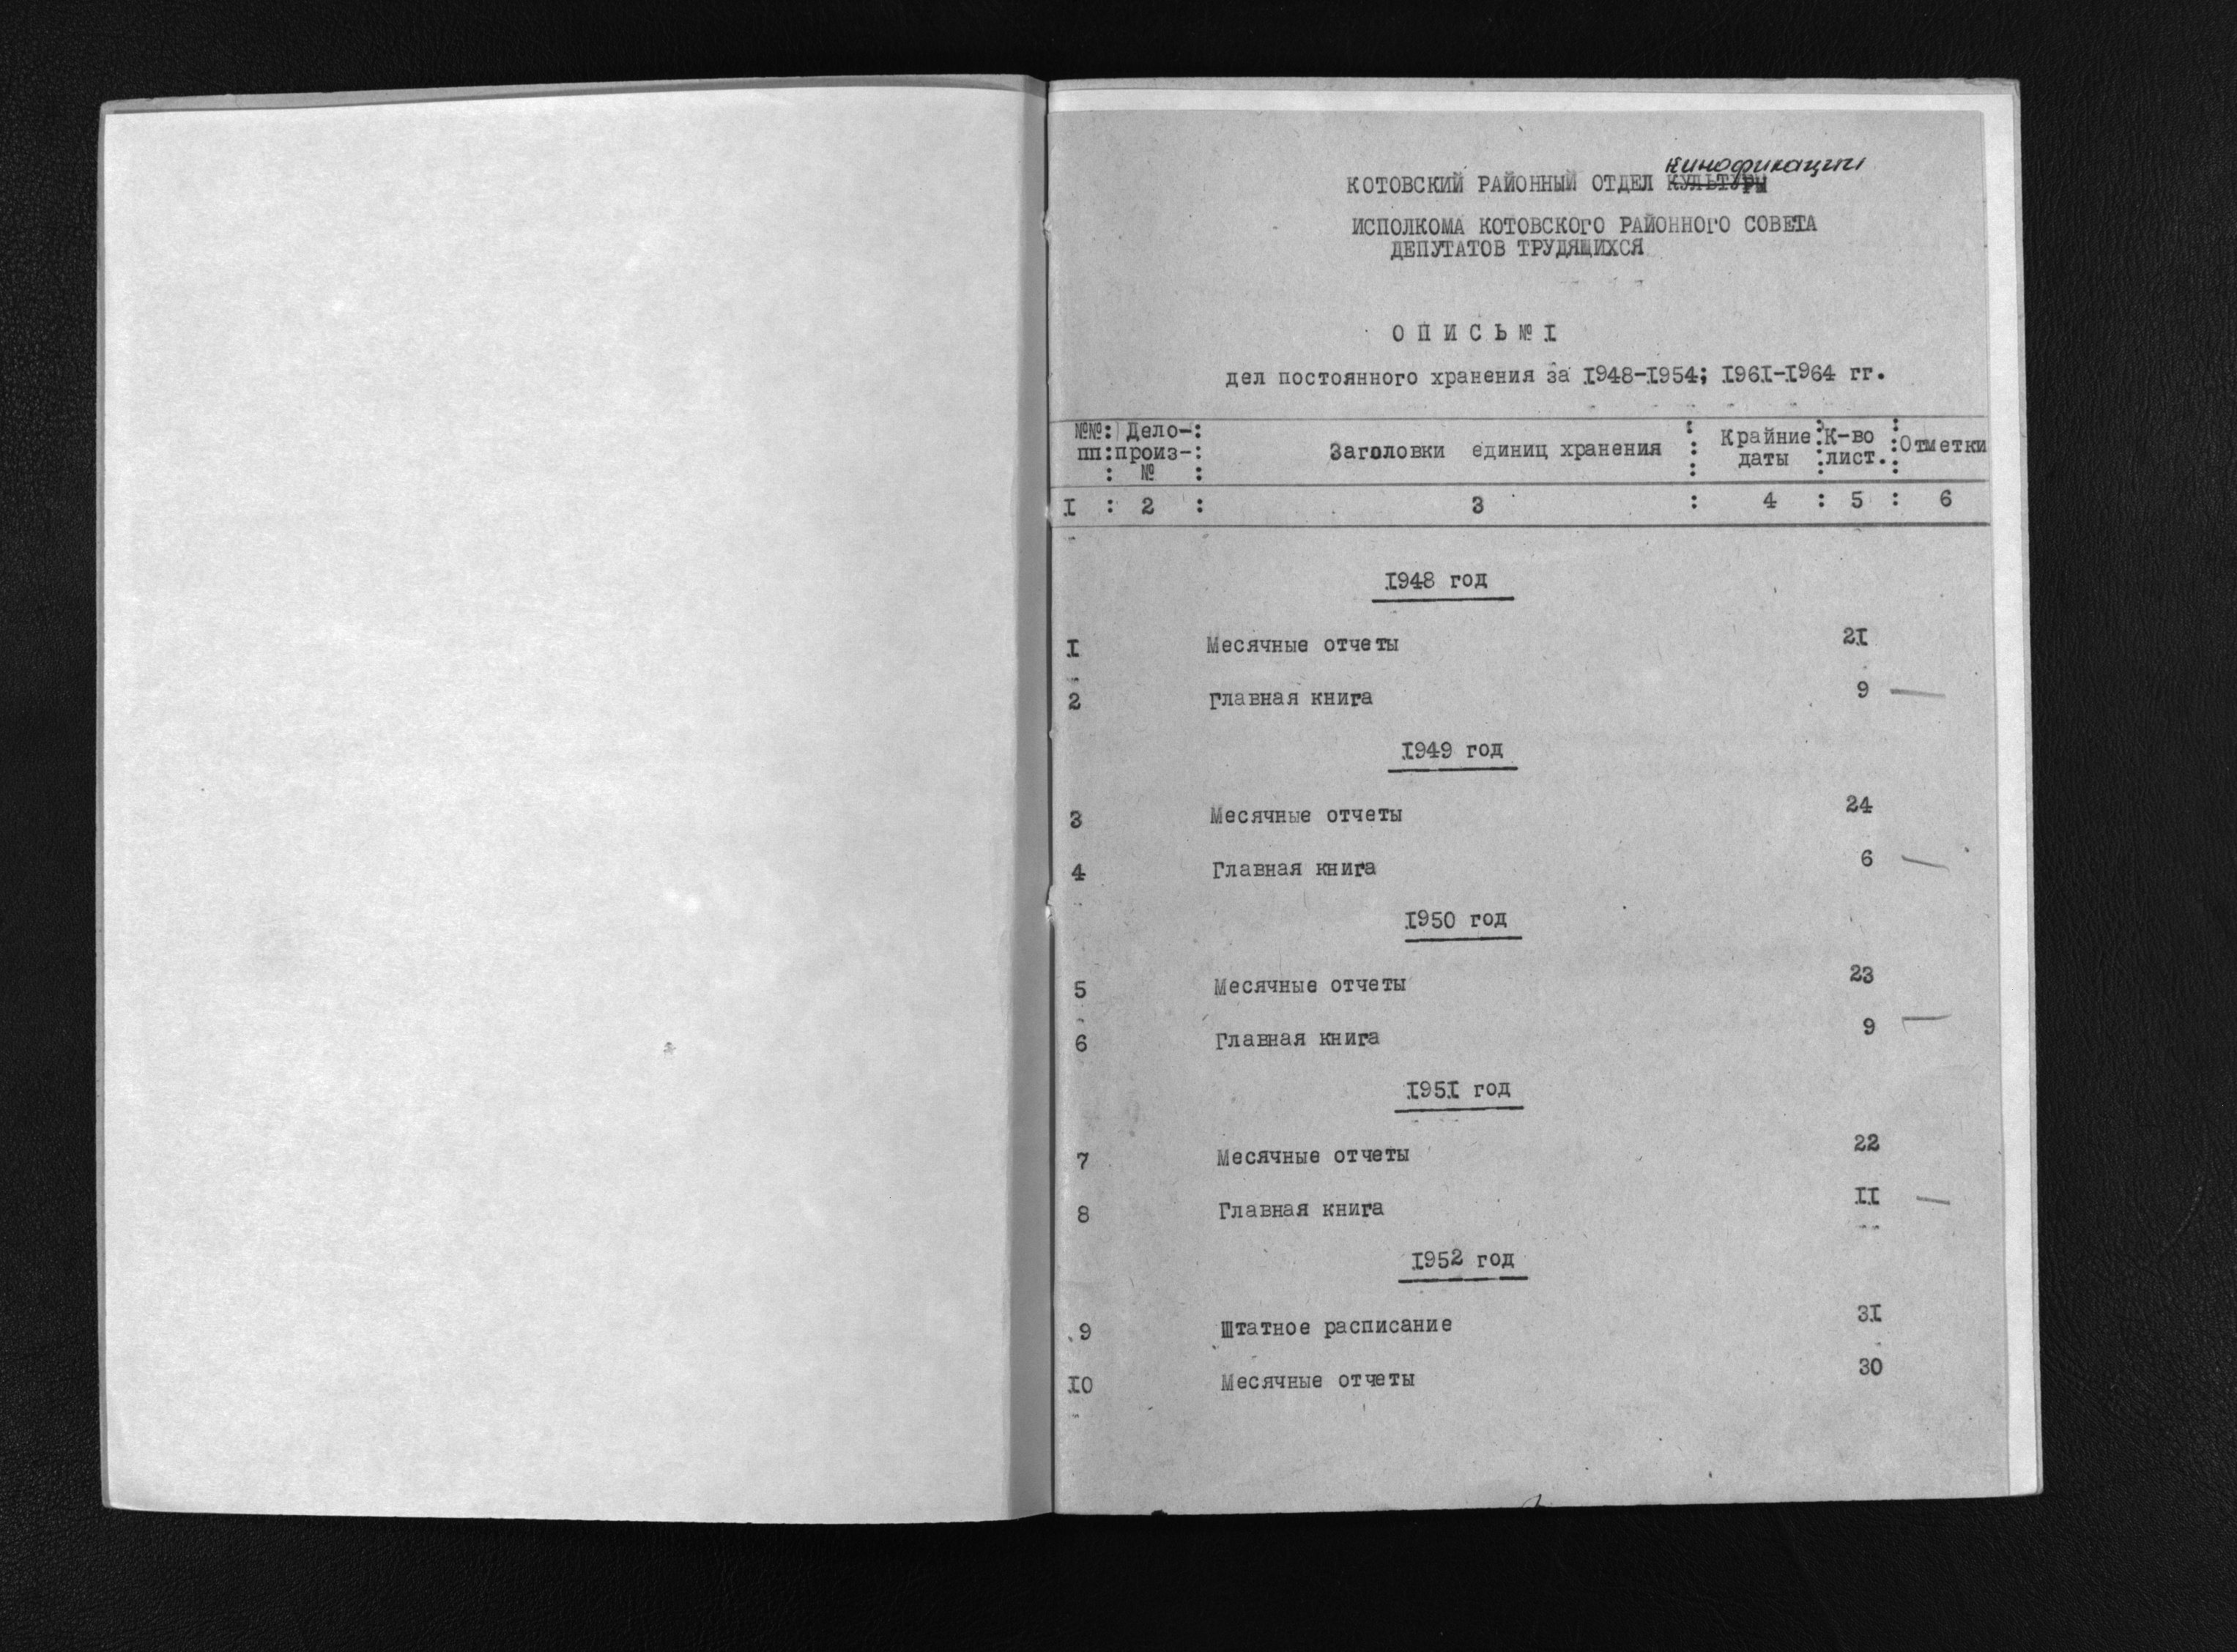 кинофикации
КОТОВСКИЙ РАЙОННЫЙ ОТДЕЛ КУЛЬТУРЫ
ИСПОЛКОМА КОТОВСКОГО РАЙОННОГО СОВЕТА
ДЕПУТАТОВ ТРУДЯЩИХСЯ
О П И С Ь № I
дел постоянного хранения за I948-I954; I96I-I964 гг.
№№: Дело-: Заголовки единиц хранения : Крайние : К-во : Отметки
пп: произ-: : даты : лист. :
: № : :
I : 2 : 3 : 4 : 5 : 6
I948 год
I Месячные отчеты 2I
2 Главная книга 9 —
I949 год
3 Месячные отчеты 24
4 Главная книга 6 —
I950 год
5 Месячные отчеты 23
6 Главная книга 9 —
I95I год
7 Месячные отчеты 22
8 Главная книга II —
I952 год
9 Штатное расписание 3I
I0 Месячные отчеты 30